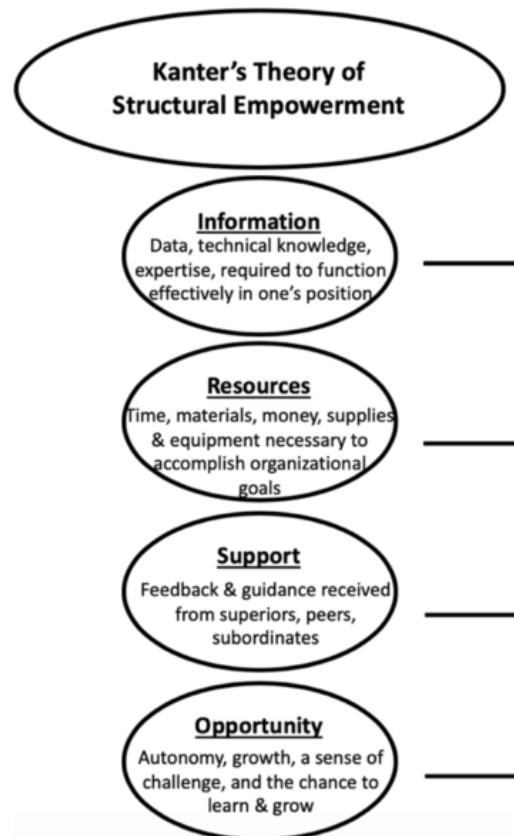 Kanter's Theory of
Structural Empowerment
Information
Data, technical knowledge,
expertise, required to function
effectively in one's position
Resources
Time, materials, money, supplies
& equipment necessary to
accomplish organizational
goals
Support
Feedback & guidance received
from superiors, peers,
subordinates
Opportunity
Autonomy, growth, a sense of
challenge, and the chance to
learn & grow